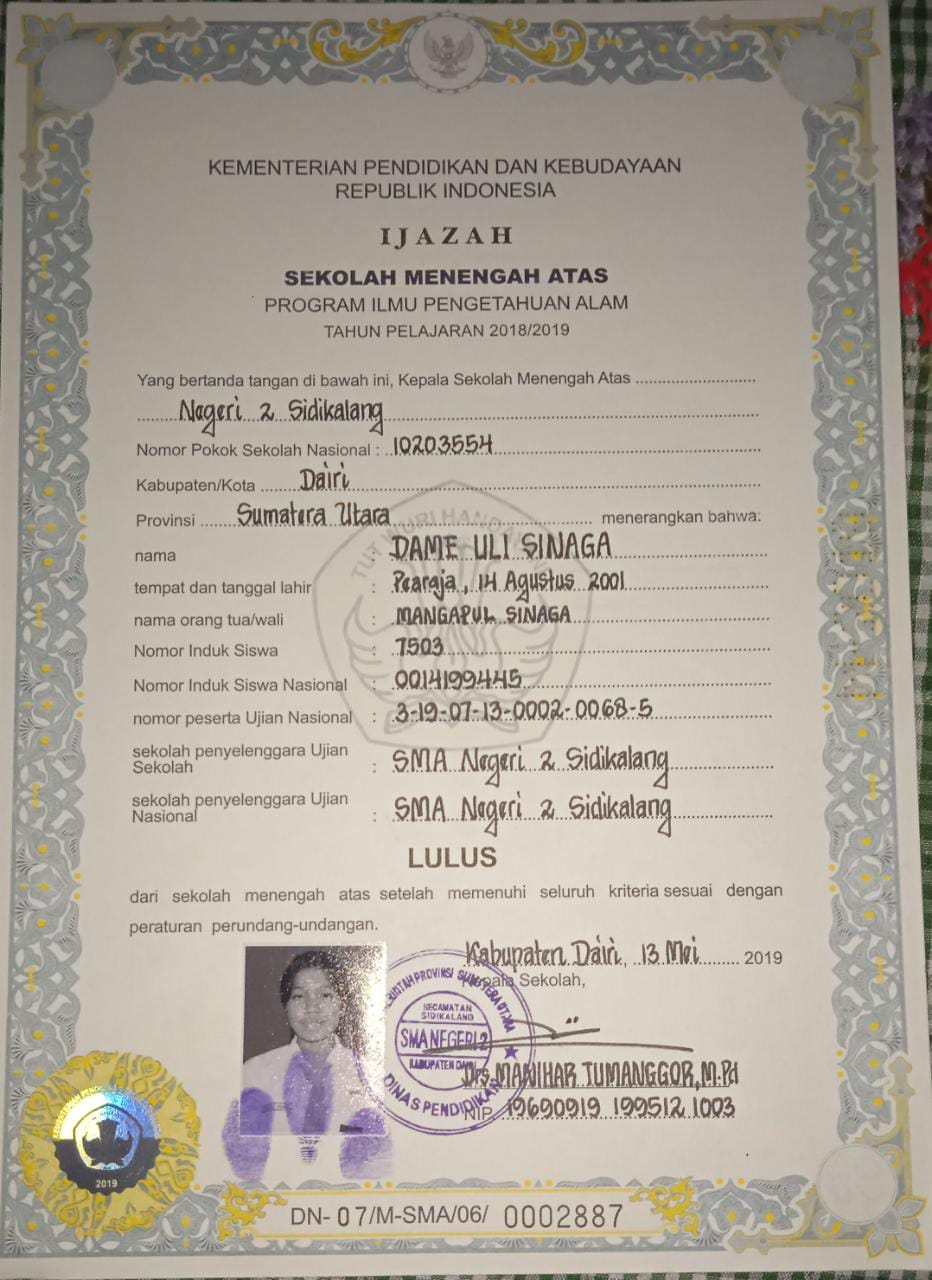 KEMENTERIAN PENDIDIKAN DAN KEBUDAYAAN
REPUBLIK INDONESIA
IJAZAH
SEKOLAH MENENGAH ATAS
PROGRAM ILMU PENGETAHUAN ALAM
TAHUN PELAJARAN 2018/2019
Yang bertanda tangan di bawah ini, Kepala Sekolah Menengah Atas
Negeri 2 Sidikalang
Nomor Pokok Sekolah Nasional : 10203554
Kabupaten/Kota Dairi
Provinsi Sumatera Utara menerangkan bahwa:
nama : DAME ULI SINAGA
tempat dan tanggal lahir : Pearaja, 14 Agustus 2001
nama orang tua/wali : MANGAPUL SINAGA
Nomor Induk Siswa : 7503
Nomor Induk Siswa Nasional : 0014199445
nomor peserta Ujian Nasional : 3-19-07-13-0002-0068-5
sekolah penyelenggara Ujian
Sekolah : SMA Negeri 2 Sidikalang
sekolah penyelenggara Ujian
Nasional : SMA Negeri 2 Sidikalang
LULUS
dari sekolah menengah atas setelah memenuhi seluruh kriteria sesuai dengan
peraturan perundang-undangan.
Kabupaten Dairi, 13 Mei 2019
Kepala Sekolah,
PROVINSI
KECAMATAN
SIDIKALANG
SMA NEGERI 2
KABUPATEN DAIRI
DINAS PENDIDIKAN
Drs. MANIHAR TUMANGGOR, M.Pd
NIP. 19690919 199512 1003
2019
DN-07/M-SMA/06/ 0002887